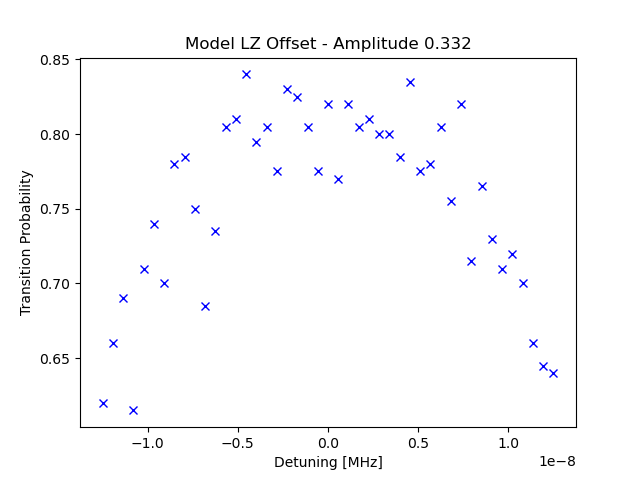 Model LZ Offset - Amplitude 0.332
Transition Probability
0.85
0.80
0.75
0.70
0.65
−1.0
−0.5
0.0
0.5
1.0
1e−8
Detuning [MHz]